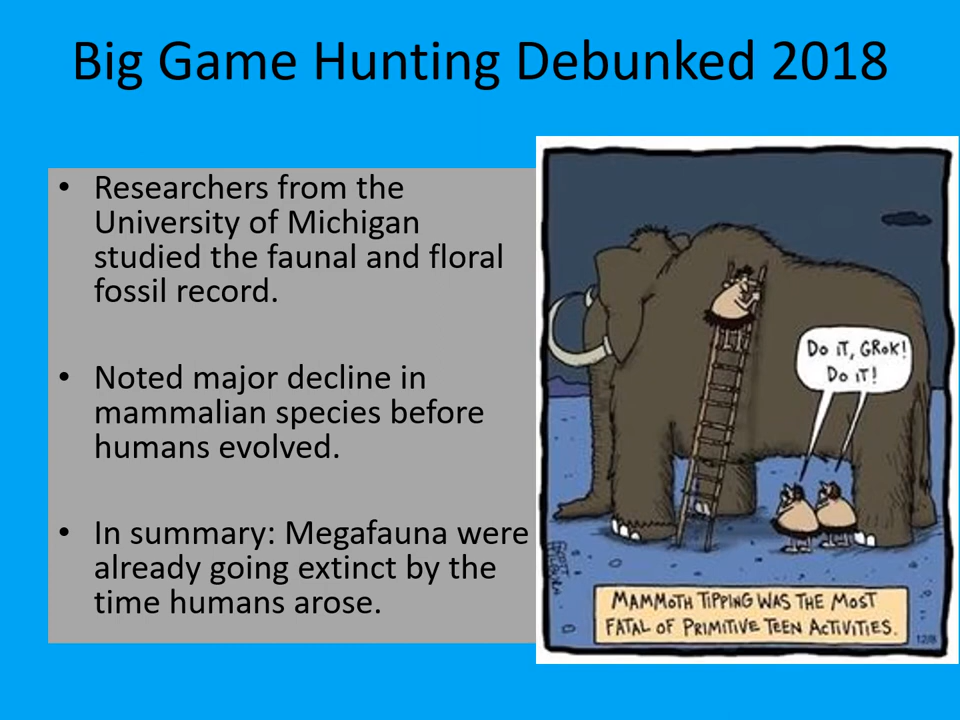 Big Game Hunting Debunked 2018
• Researchers from the
University of Michigan
studied the faunal and floral
fossil record.
• Noted major decline in
mammalian species before
humans evolved.
• In summary: Megafauna were
already going extinct by the
time humans arose.
DO IT, GROK!
DO IT!
MAMMOTH TIPPING WAS THE MOST
FATAL OF PRIMITIVE TEEN ACTIVITIES.
12/8